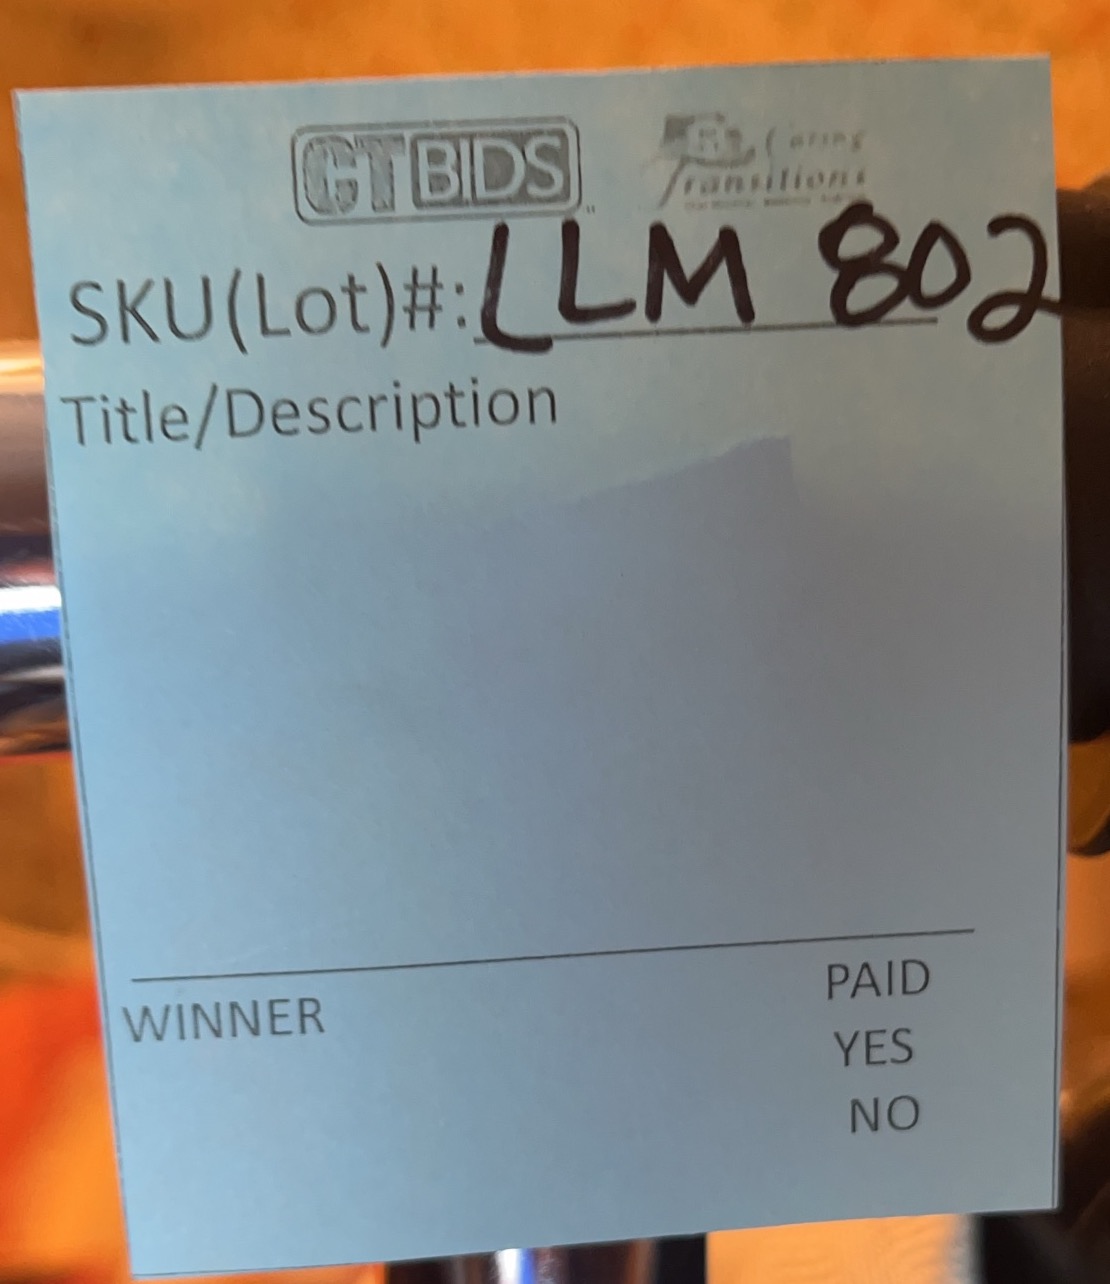 CTBIDS
Caring
Transitions
SKU(Lot)#: LLM 802
Title/Description
WINNER
PAID
YES
NO